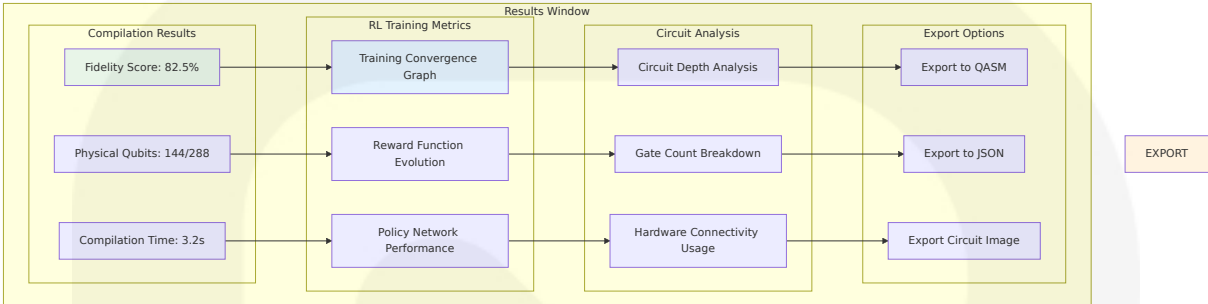 Results Window
Compilation Results
Fidelity Score: 82.5%
Physical Qubits: 144/288
Compilation Time: 3.2s
RL Training Metrics
Training Convergence
Graph
Reward Function
Evolution
Policy Network
Performance
Circuit Analysis
Circuit Depth Analysis
Gate Count Breakdown
Hardware Connectivity
Usage
Export Options
Export to QASM
Export to JSON
Export Circuit Image
EXPORT